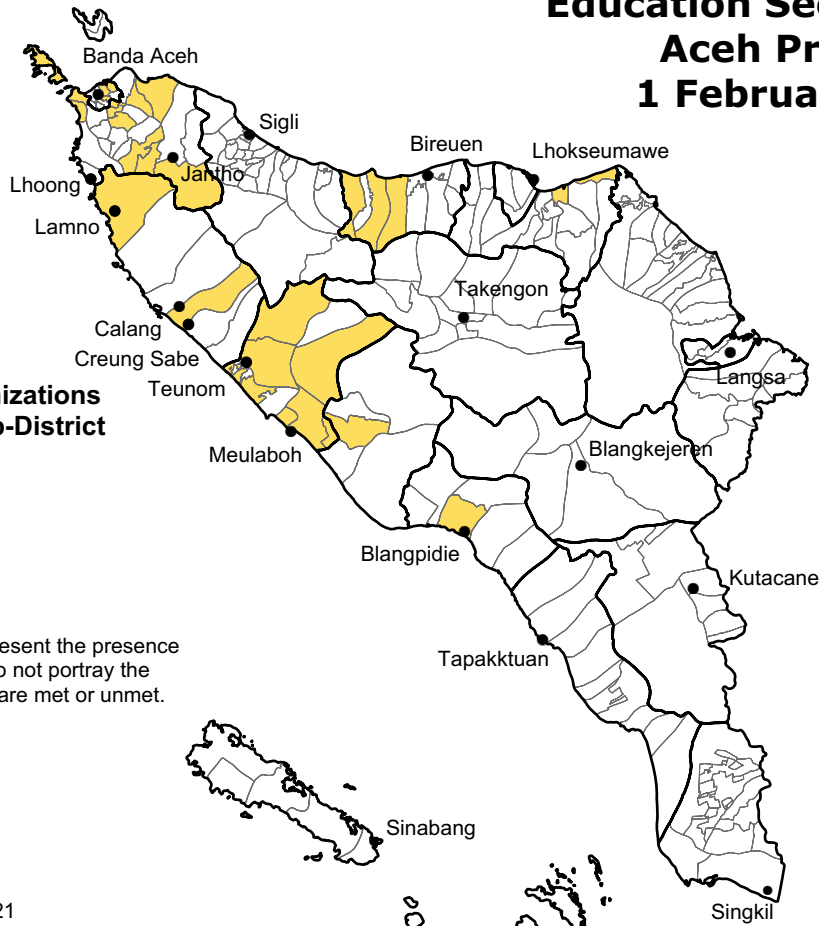 Education Sec
Aceh Pr
1 Februa
Banda Aceh
Sigli
Bireuen
Lhokseumawe
Jantho
Lhoong
Lamno
Takengon
Calang
Creung Sabe
Teunom
Langsa
nizations
o-District
Meulaboh
Blangkejeren
Blangpidie
Kutacane
esent the presence
o not portray the
are met or unmet.
Tapakktuan
Sinabang
21
Singkil